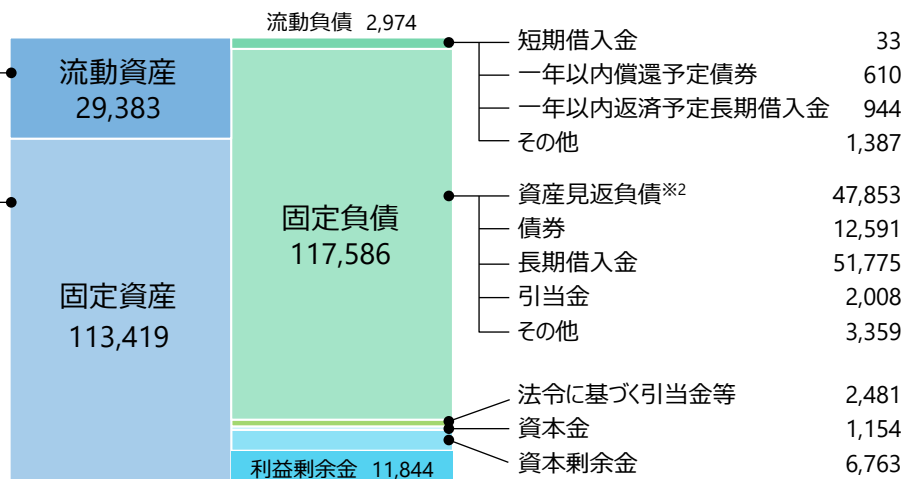 流動負債 2,974
流動資産
29,383
固定資産
113,419
固定負債
117,586
利益剰余金 11,844
短期借入金 33
一年以内償還予定債券 610
一年以内返済予定長期借入金 944
その他 1,387
資産見返負債※2 47,853
債券 12,591
長期借入金 51,775
引当金 2,008
その他 3,359
法令に基づく引当金等 2,481
資本金 1,154
資本剰余金 6,763